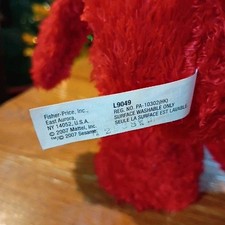 Fisher-Price, Inc.,
East Aurora,
NY 14052, U.S.A.
© 2007 Mattel, Inc.
© 2007 Sesame
L9049
REG. NO. PA-10302(HK)
SURFACE WASHABLE ONLY
SEULE LA SURFACE EST LAVABLE